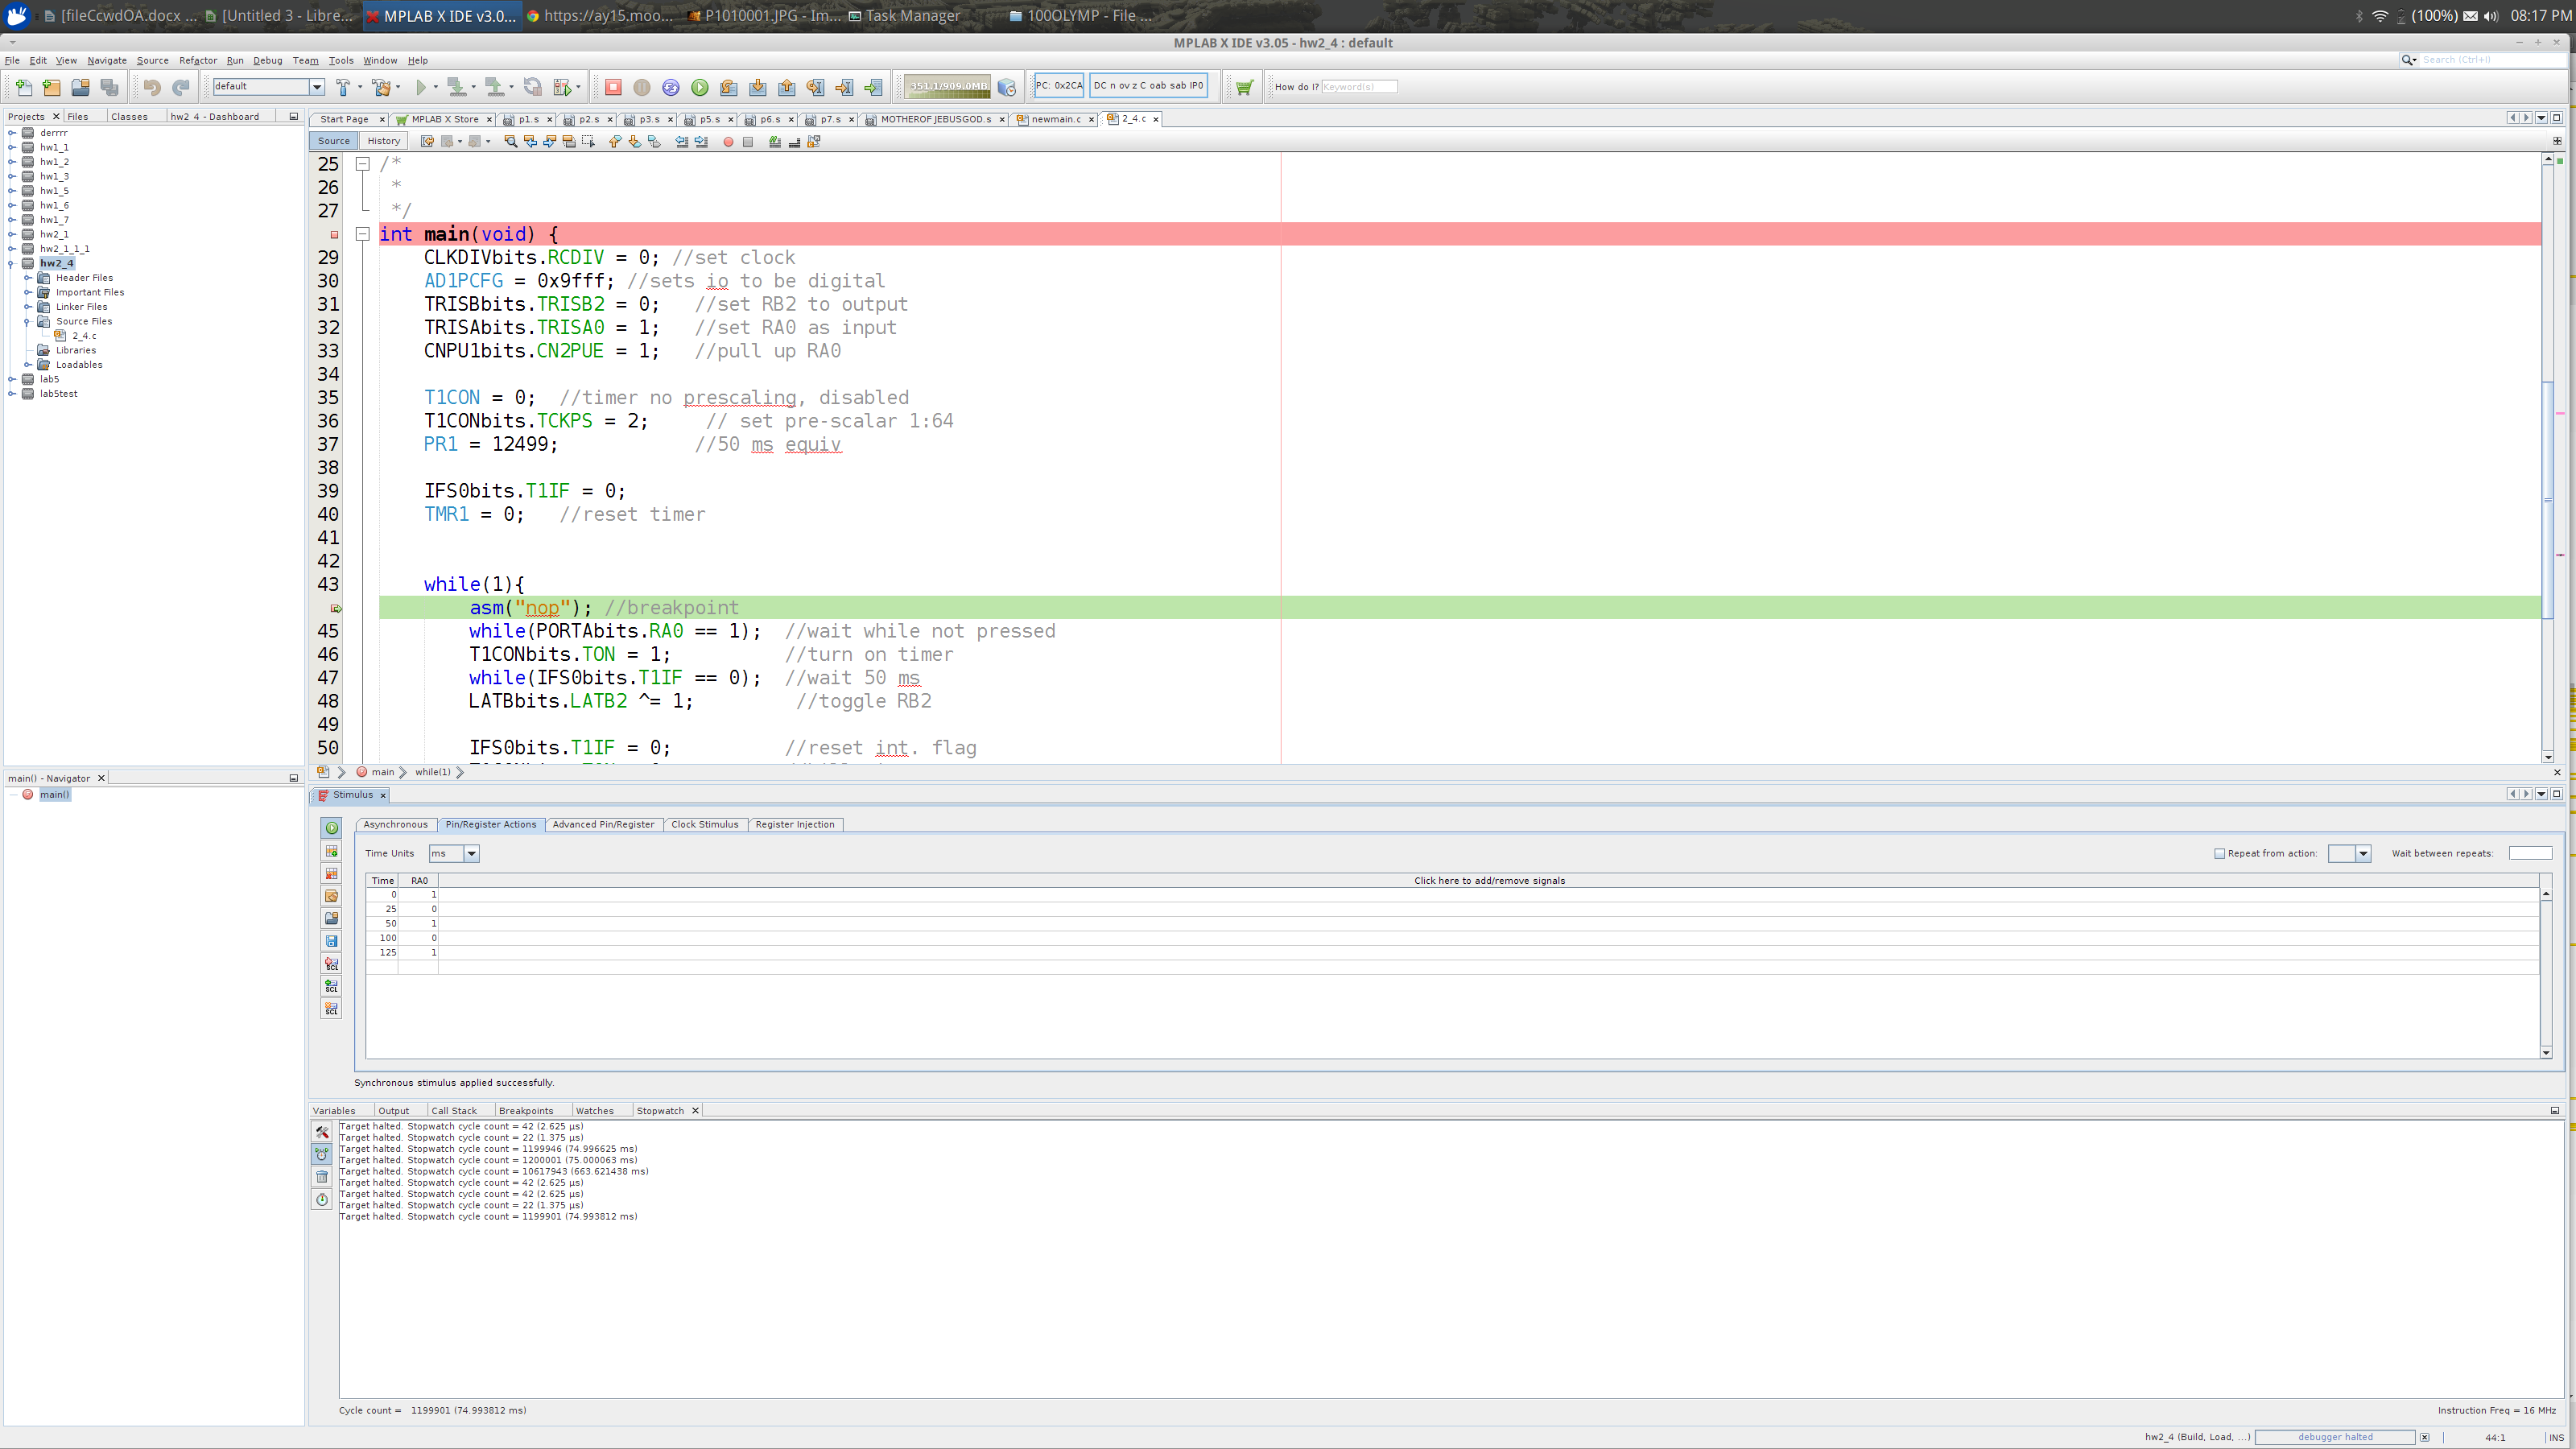 [fileCcwdOA.docx ... [Untitled 3 - Libre... MPLAB X IDE v3.0... https://ay15.moo... P1010001.JPG - Im... Task Manager 100OLYMP - File ... (100%) 08:17 PM
MPLAB X IDE v3.05 - hw2_4 : default
File Edit View Navigate Source Refactor Run Debug Team Tools Window Help Search (Ctrl+I)
default 351.1/909.0MB PC: 0x2CA DC n ov z C oab sab IP0 How do I? Keyword(s)
Projects Files Classes hw2_4 - Dashboard
derrrr
hw1_1
hw1_2
hw1_3
hw1_5
hw1_6
hw1_7
hw2_1
hw2_1_1_1
hw2_4
Header Files
Important Files
Linker Files
Source Files
2_4.c
Libraries
Loadables
lab5
lab5test
main() - Navigator
main()
Start Page MPLAB X Store p1.s p2.s p3.s p5.s p6.s p7.s MOTHEROF JEBUSGOD.s newmain.c 2_4.c
Source History
25 /*
26 *
27 */
int main(void) {
29 CLKDIVbits.RCDIV = 0; //set clock
30 AD1PCFG = 0x9fff; //sets io to be digital
31 TRISBbits.TRISB2 = 0; //set RB2 to output
32 TRISAbits.TRISA0 = 1; //set RA0 as input
33 CNPU1bits.CN2PUE = 1; //pull up RA0
34
35 T1CON = 0; //timer no prescaling, disabled
36 T1CONbits.TCKPS = 2; // set pre-scalar 1:64
37 PR1 = 12499; //50 ms equiv
38
39 IFS0bits.T1IF = 0;
40 TMR1 = 0; //reset timer
41
42
43 while(1){
asm("nop"); //breakpoint
45 while(PORTAbits.RA0 == 1); //wait while not pressed
46 T1CONbits.TON = 1; //turn on timer
47 while(IFS0bits.T1IF == 0); //wait 50 ms
48 LATBbits.LATB2 ^= 1; //toggle RB2
49
50 IFS0bits.T1IF = 0; //reset int. flag
main while(1)
Stimulus
Asynchronous Pin/Register Actions Advanced Pin/Register Clock Stimulus Register Injection
Time Units ms Repeat from action: Wait between repeats:
Time RA0 Click here to add/remove signals
0 1
25 0
50 1
100 0
125 1
SCL
SCL
SCL
Synchronous stimulus applied successfully.
Variables Output Call Stack Breakpoints Watches Stopwatch
Target halted. Stopwatch cycle count = 42 (2.625 µs)
Target halted. Stopwatch cycle count = 22 (1.375 µs)
Target halted. Stopwatch cycle count = 1199946 (74.996625 ms)
Target halted. Stopwatch cycle count = 1200001 (75.000063 ms)
Target halted. Stopwatch cycle count = 10617943 (663.621438 ms)
Target halted. Stopwatch cycle count = 42 (2.625 µs)
Target halted. Stopwatch cycle count = 42 (2.625 µs)
Target halted. Stopwatch cycle count = 22 (1.375 µs)
Target halted. Stopwatch cycle count = 1199901 (74.993812 ms)
Cycle count = 1199901 (74.993812 ms) Instruction Freq = 16 MHz
hw2_4 (Build, Load, ...) debugger halted 44:1 INS